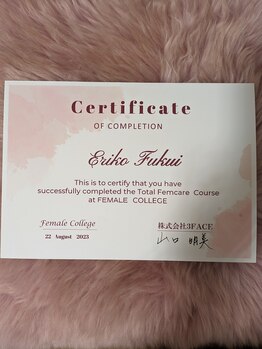 Certificate
OF COMPLETION
Eriko Fukui
This is to certify that you have
successfully completed the Total Femcare Course
at FEMALE COLLEGE
Female College
株式会社3FACE
22 August 2023
山口 明美